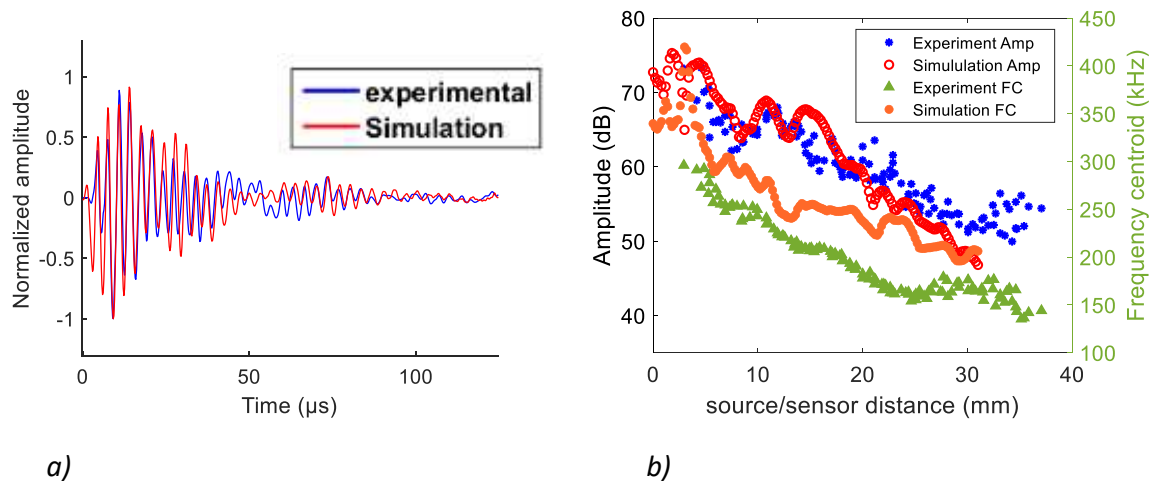 experimental
Simulation
1
0.5
0
-0.5
-1
Normalized amplitude
0
50
100
Time (μs)
a)
Experiment Amp
Simululation Amp
Experiment FC
Simulation FC
80
70
60
50
40
Amplitude (dB)
450
400
350
300
250
200
150
100
Frequency centroid (kHz)
0
10
20
30
40
source/sensor distance (mm)
b)